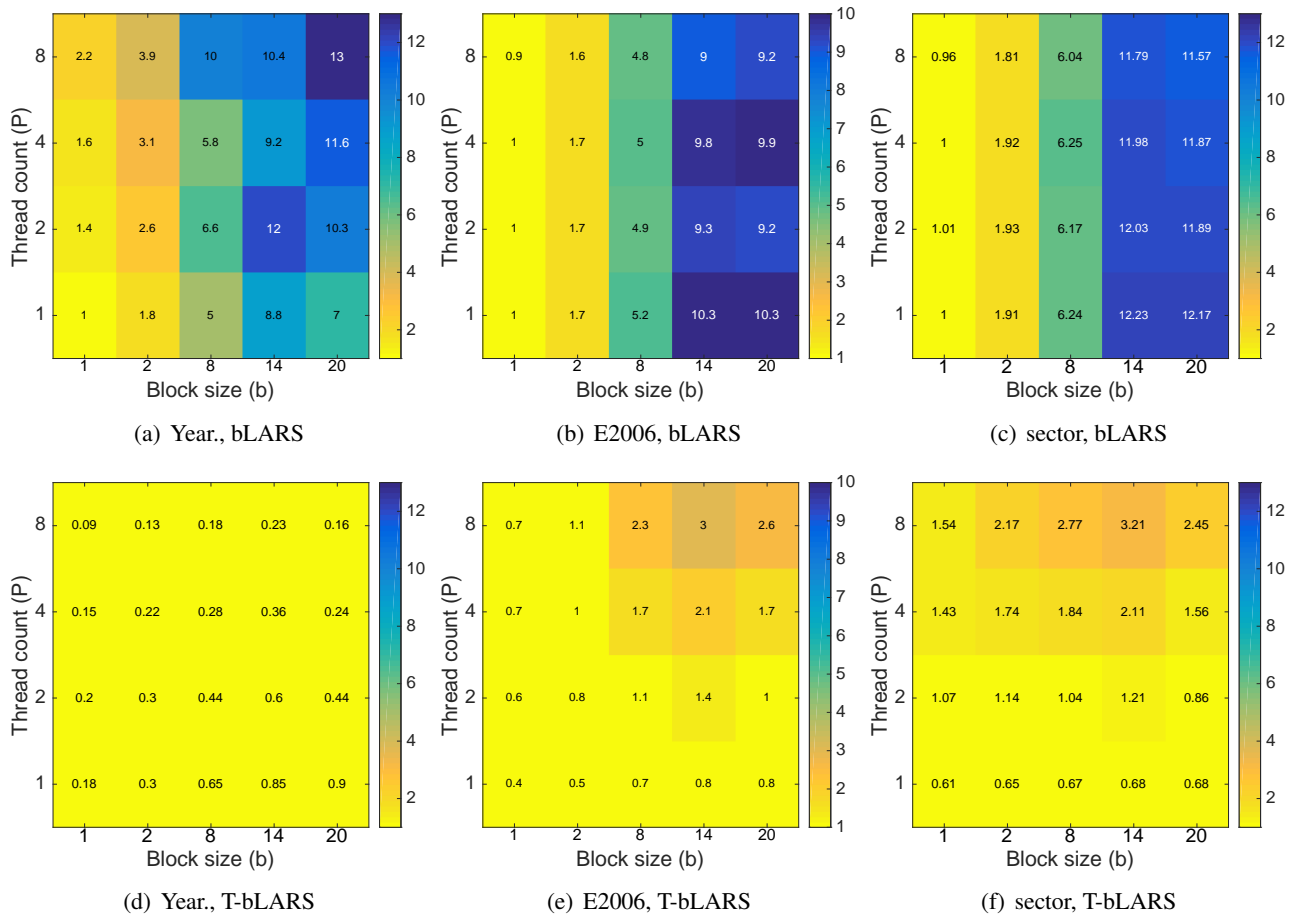 8 2.2 3.9 10 10.4 13
4 1.6 3.1 5.8 9.2 11.6
2 1.4 2.6 6.6 12 10.3
1 1 1.8 5 8.8 7
1 2 8 14 20
Thread count (P)
Block size (b)
12
10
8
6
4
2
(a) Year., bLARS
8 0.9 1.6 4.8 9 9.2
4 1 1.7 5 9.8 9.9
2 1 1.7 4.9 9.3 9.2
1 1 1.7 5.2 10.3 10.3
1 2 8 14 20
Thread count (P)
Block size (b)
10
9
8
7
6
5
4
3
2
1
(b) E2006, bLARS
8 0.96 1.81 6.04 11.79 11.57
4 1 1.92 6.25 11.98 11.87
2 1.01 1.93 6.17 12.03 11.89
1 1 1.91 6.24 12.23 12.17
1 2 8 14 20
Thread count (P)
Block size (b)
12
10
8
6
4
2
(c) sector, bLARS
8 0.09 0.13 0.18 0.23 0.16
4 0.15 0.22 0.28 0.36 0.24
2 0.2 0.3 0.44 0.6 0.44
1 0.18 0.3 0.65 0.85 0.9
1 2 8 14 20
Thread count (P)
Block size (b)
12
10
8
6
4
2
(d) Year., T-bLARS
8 0.7 1.1 2.3 3 2.6
4 0.7 1 1.7 2.1 1.7
2 0.6 0.8 1.1 1.4 1
1 0.4 0.5 0.7 0.8 0.8
1 2 8 14 20
Thread count (P)
Block size (b)
10
9
8
7
6
5
4
3
2
1
(e) E2006, T-bLARS
8 1.54 2.17 2.77 3.21 2.45
4 1.43 1.74 1.84 2.11 1.56
2 1.07 1.14 1.04 1.21 0.86
1 0.61 0.65 0.67 0.68 0.68
1 2 8 14 20
Thread count (P)
Block size (b)
12
10
8
6
4
2
(f) sector, T-bLARS